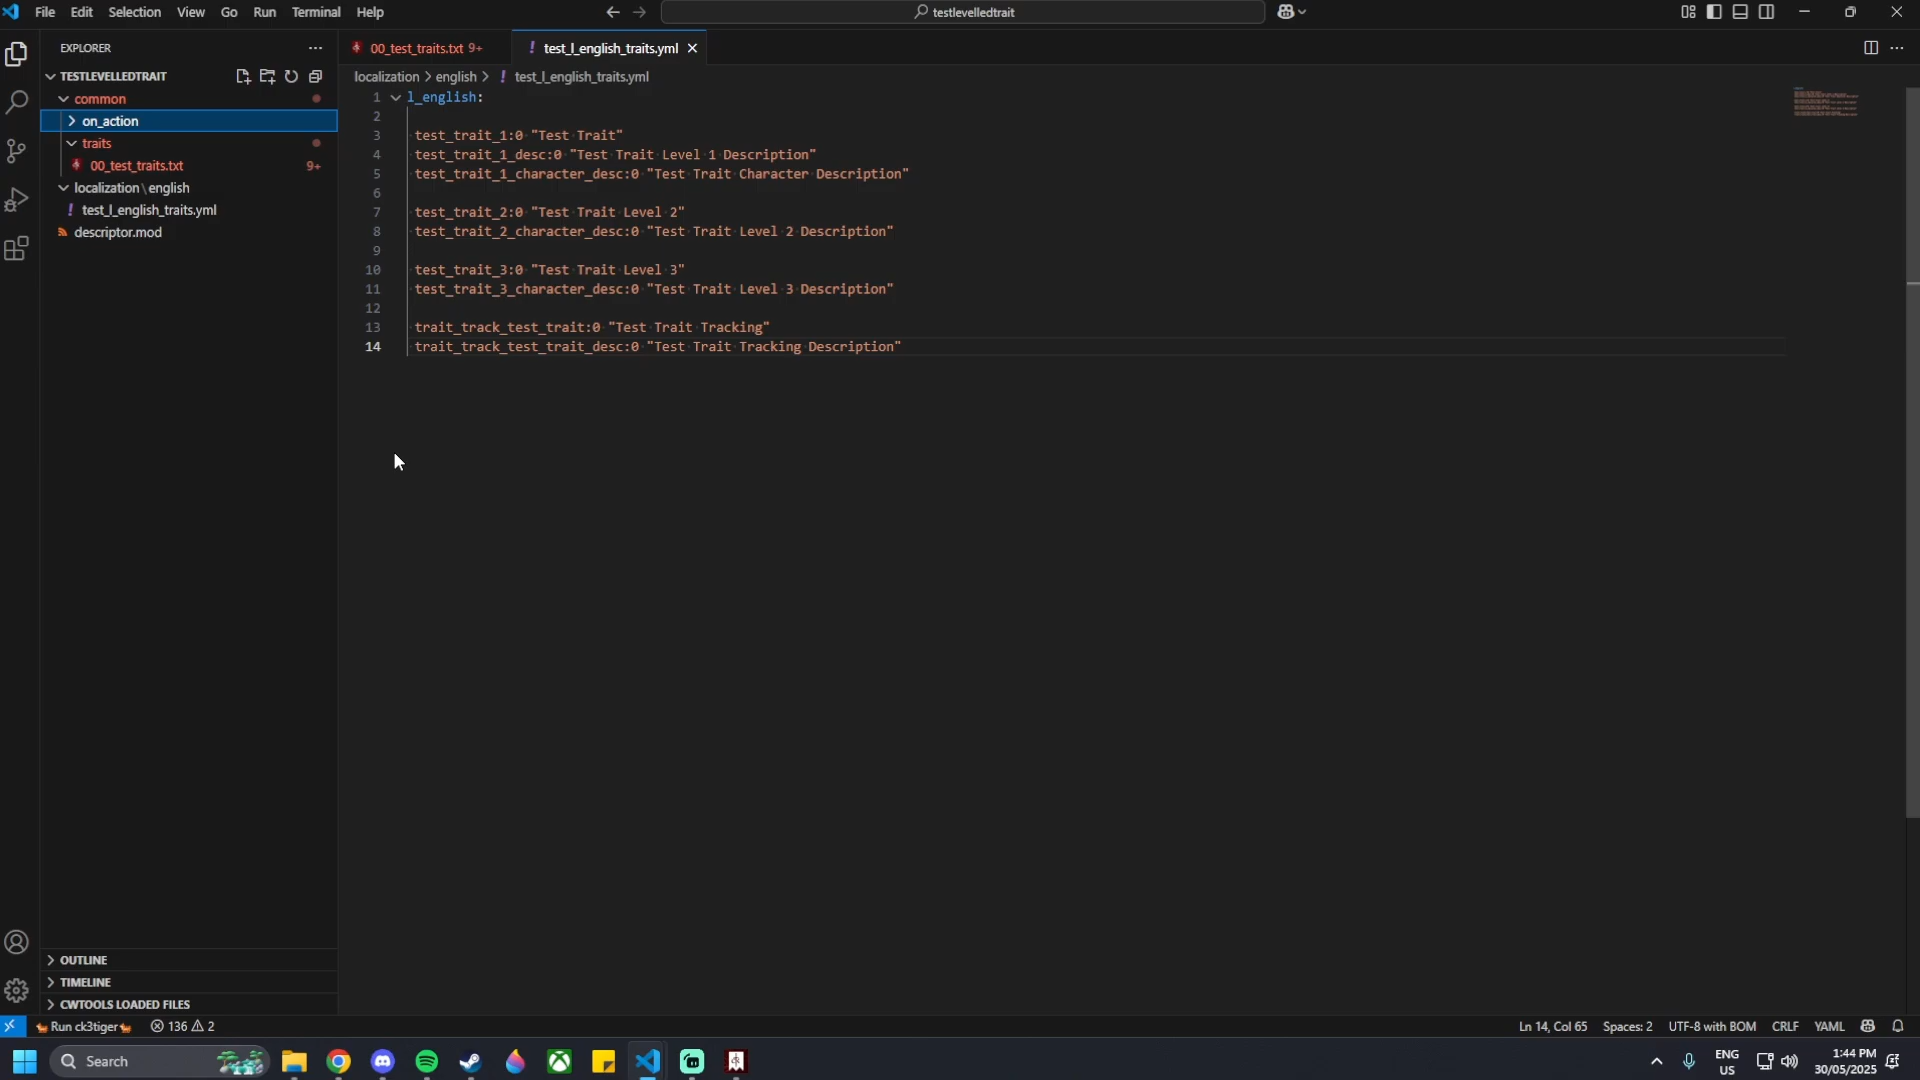 File Edit Selection View Go Run Terminal Help
testlevelledtrait
EXPLORER
TESTLEVELLEDTRAIT
common
on_action
traits
00_test_traits.txt 9+
localization\english
test_l_english_traits.yml
descriptor.mod
OUTLINE
TIMELINE
CWTOOLS LOADED FILES
00_test_traits.txt 9+
! test_l_english_traits.yml
localization > english > ! test_l_english_traits.yml
1 l_english:
2
3 test_trait_1:0 "Test Trait"
4 test_trait_1_desc:0 "Test Trait Level 1 Description"
5 test_trait_1_character_desc:0 "Test Trait Character Description"
6
7 test_trait_2:0 "Test Trait Level 2"
8 test_trait_2_character_desc:0 "Test Trait Level 2 Description"
9
10 test_trait_3:0 "Test Trait Level 3"
11 test_trait_3_character_desc:0 "Test Trait Level 3 Description"
12
13 trait_track_test_trait:0 "Test Trait Tracking"
14 trait_track_test_trait_desc:0 "Test Trait Tracking Description"
Run ck3tiger 136 2
Ln 14, Col 65 Spaces: 2 UTF-8 with BOM CRLF YAML
Search
ENG
US
1:44 PM
30/05/2025